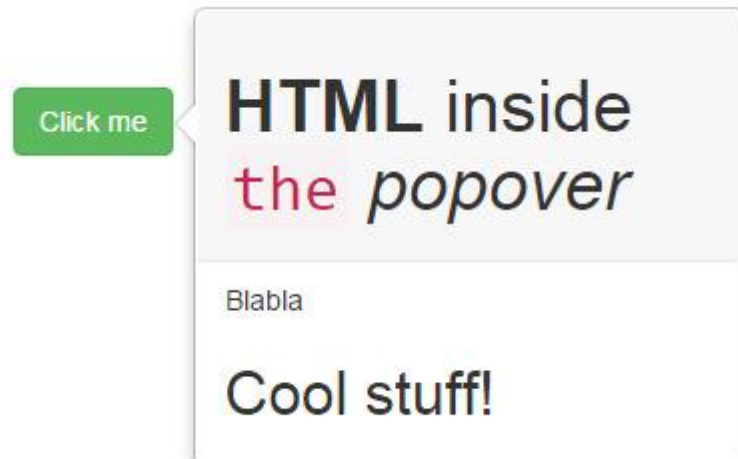 Click me
HTML inside
the popover
Blabla
Cool stuff!